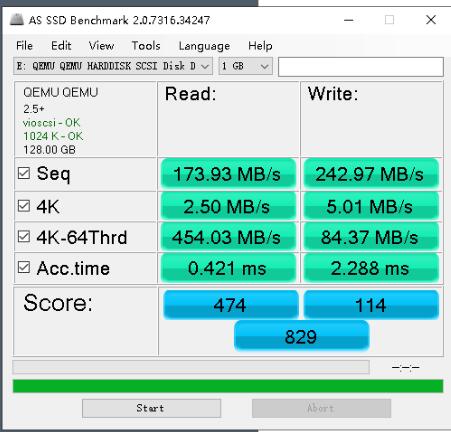 AS SSD Benchmark 2.0.7316.34247
File Edit View Tools Language Help
E: QEMU QEMU HARDDISK SCSI Disk D 1 GB
QEMU QEMU
2.5+
vioscsi - OK
1024 K - OK
128.00 GB
Read: Write:
Seq 173.93 MB/s 242.97 MB/s
4K 2.50 MB/s 5.01 MB/s
4K-64Thrd 454.03 MB/s 84.37 MB/s
Acc.time 0.421 ms 2.288 ms
Score: 474 114
829
-:--:--
Start Abort